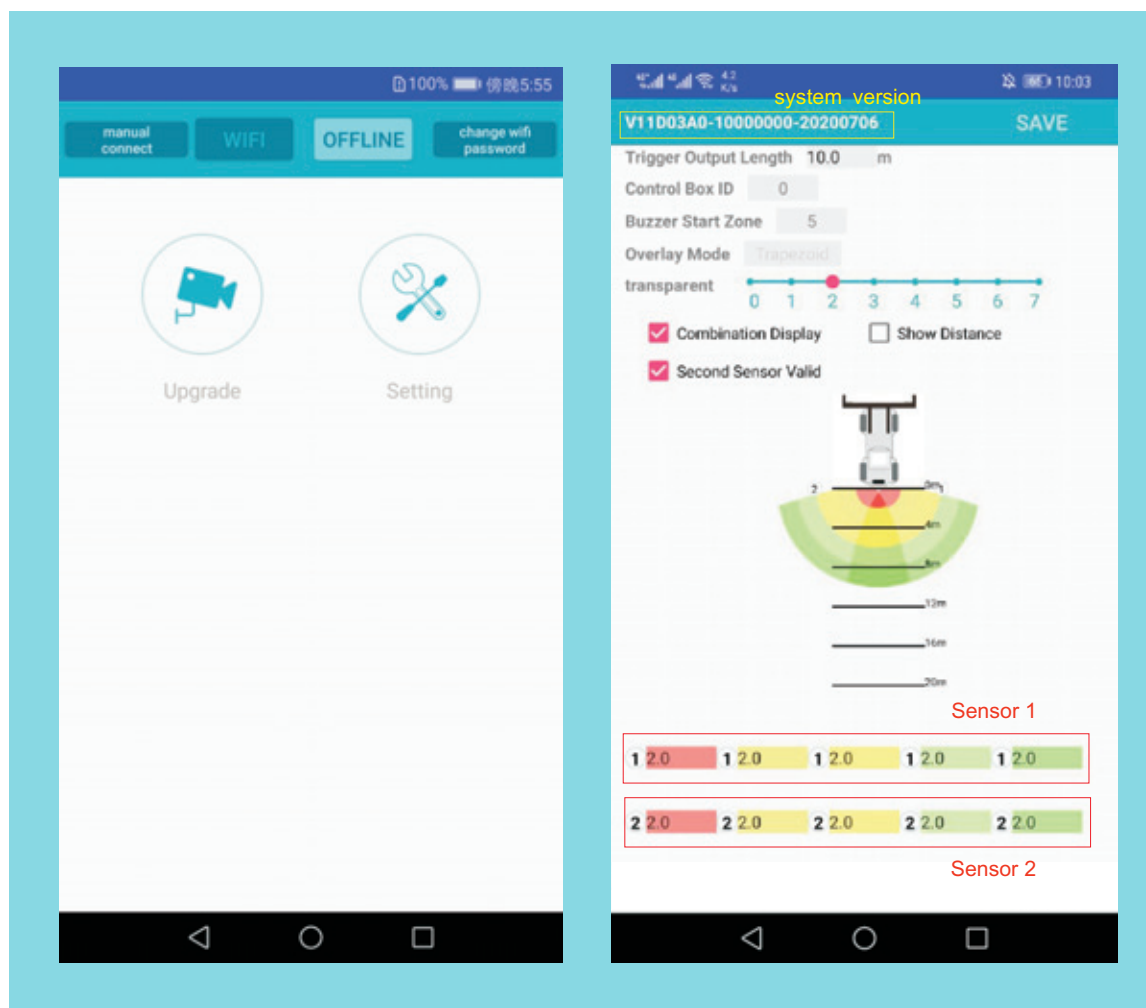 100% 傍晚5:55
manual connect WIFI OFFLINE change wifi password
Upgrade Setting
4.2 K/s 10:03
system version
V11D03A0-10000000-20200706 SAVE
Trigger Output Length 10.0 m
Control Box ID 0
Buzzer Start Zone 5
Overlay Mode Trapezoid
transparent
0 1 2 3 4 5 6 7
Combination Display Show Distance
Second Sensor Valid
2 0m 1
4m
8m
12m
16m
20m
Sensor 1
1 2.0 1 2.0 1 2.0 1 2.0 1 2.0
2 2.0 2 2.0 2 2.0 2 2.0 2 2.0
Sensor 2